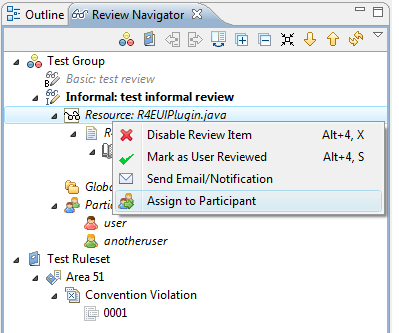 Outline Review Navigator
Test Group
Basic: test review
Informal: test informal review
Resource: R4EUIPlugin.java
R
Disable Review Item Alt+4, X
Mark as User Reviewed Alt+4, S
Send Email/Notification
Globa
Partic
Assign to Participant
user
anotheruser
Test Ruleset
Area 51
Convention Violation
0001